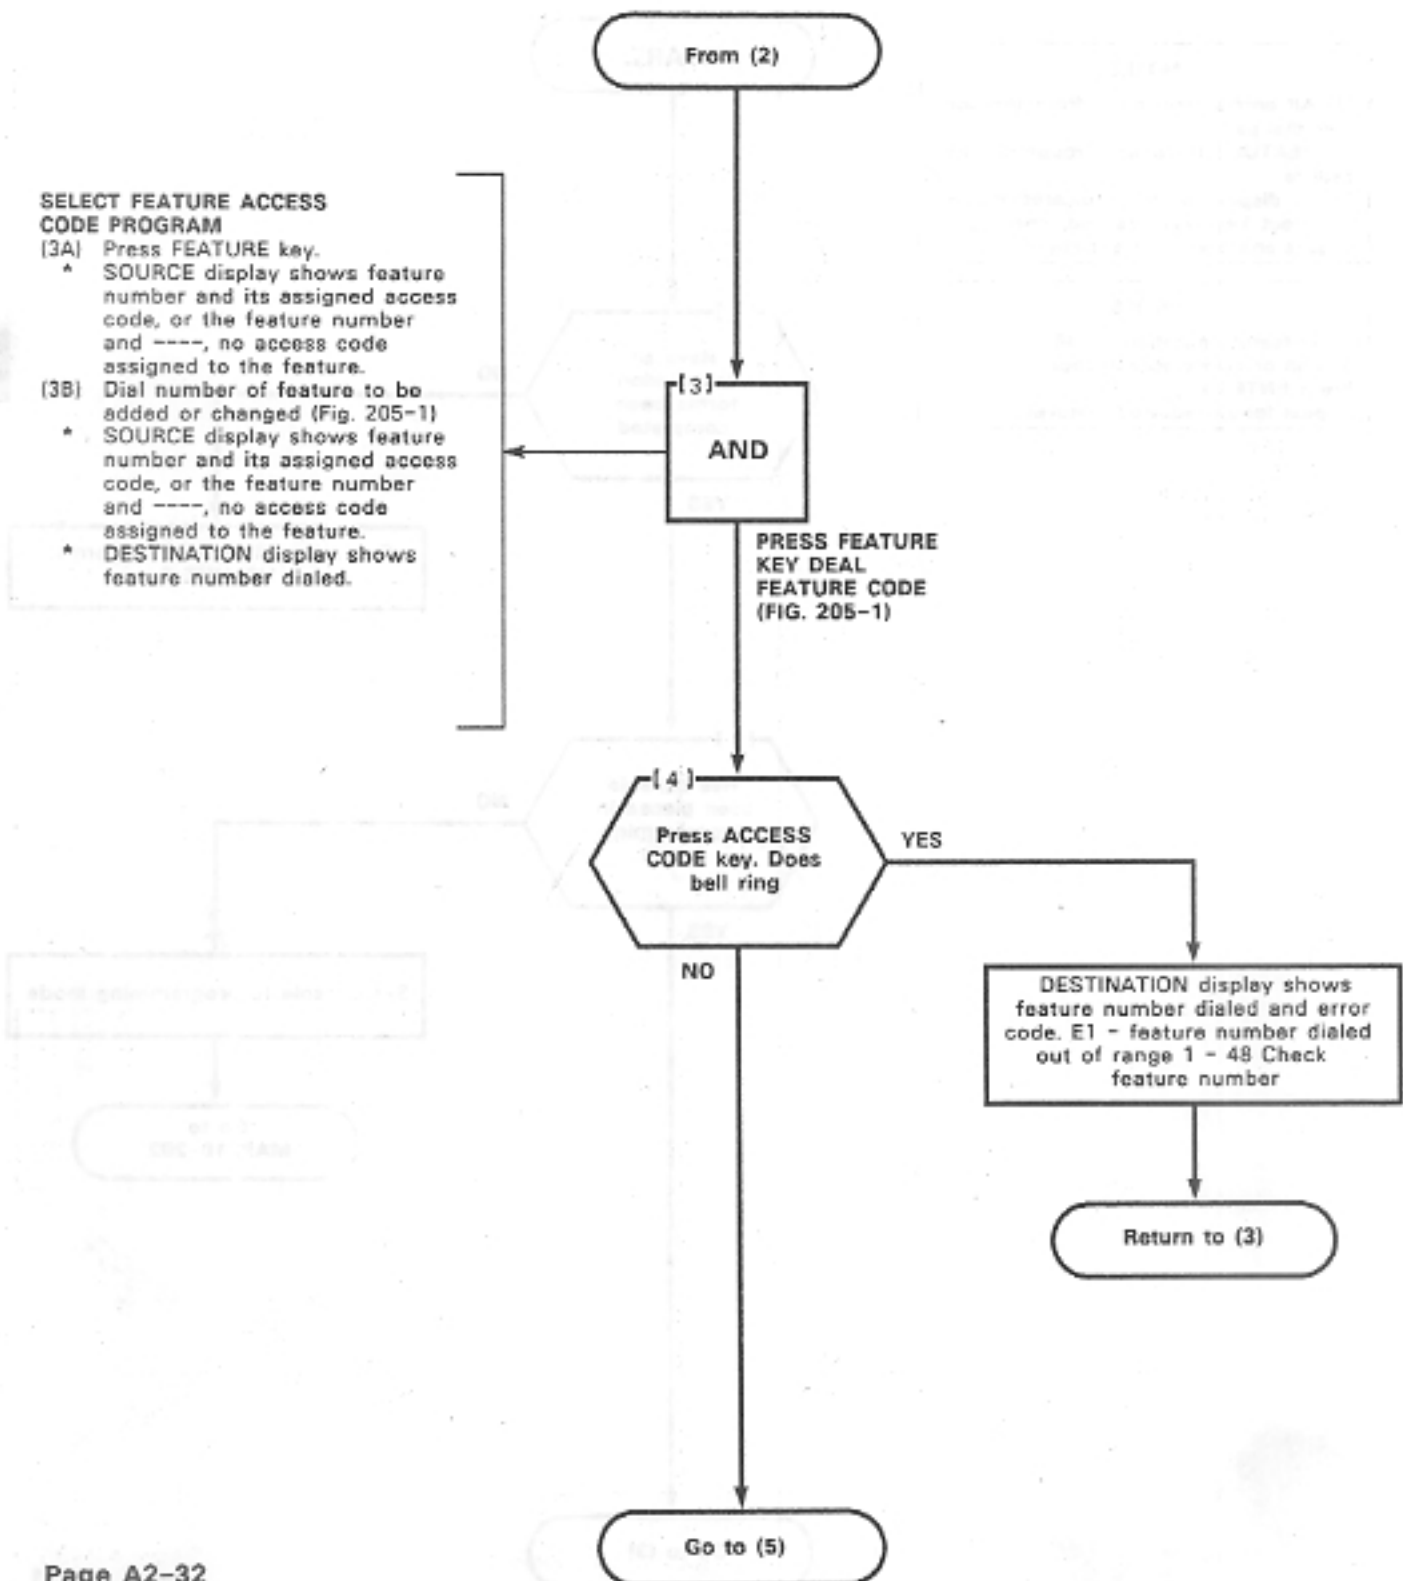 From (2)
SELECT FEATURE ACCESS
CODE PROGRAM
(3A) Press FEATURE key.
* SOURCE display shows feature
number and its assigned access
code, or the feature number
and ----, no access code
assigned to the feature.
(3B) Dial number of feature to be
added or changed (Fig. 205-1)
* SOURCE display shows feature
number and its assigned access
code, or the feature number
and ----, no access code
assigned to the feature.
* DESTINATION display shows
feature number dialed.
[3]
AND
PRESS FEATURE
KEY DEAL
FEATURE CODE
(FIG. 205-1)
[4]
Press ACCESS
CODE key. Does
bell ring
YES
NO
DESTINATION display shows
feature number dialed and error
code. E1 - feature number dialed
out of range 1 - 48 Check
feature number
Return to (3)
Go to (5)
Page A2-32